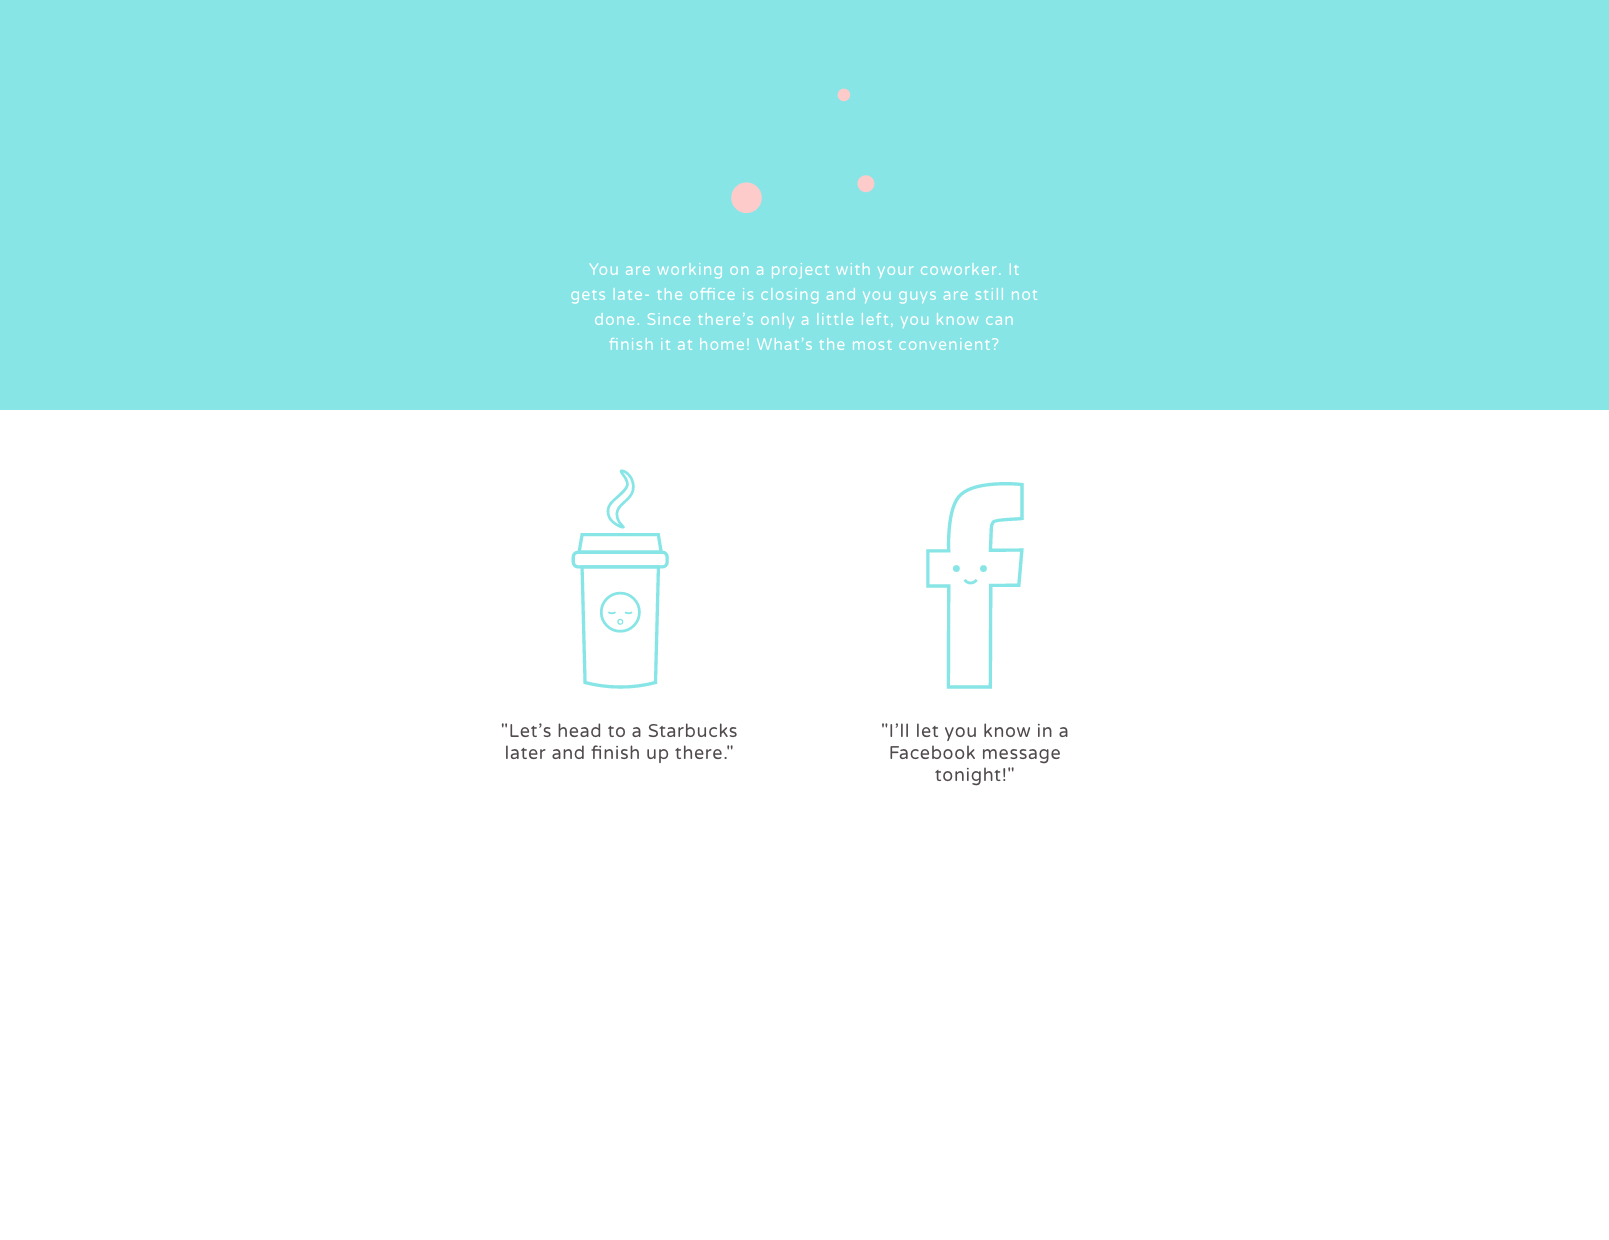 You are working on a project with your coworker. It
gets late- the office is closing and you guys are still not
done. Since there’s only a little left, you know can
finish it at home! What’s the most convenient?
"Let’s head to a Starbucks
later and finish up there."
"I’ll let you know in a
Facebook message
tonight!"